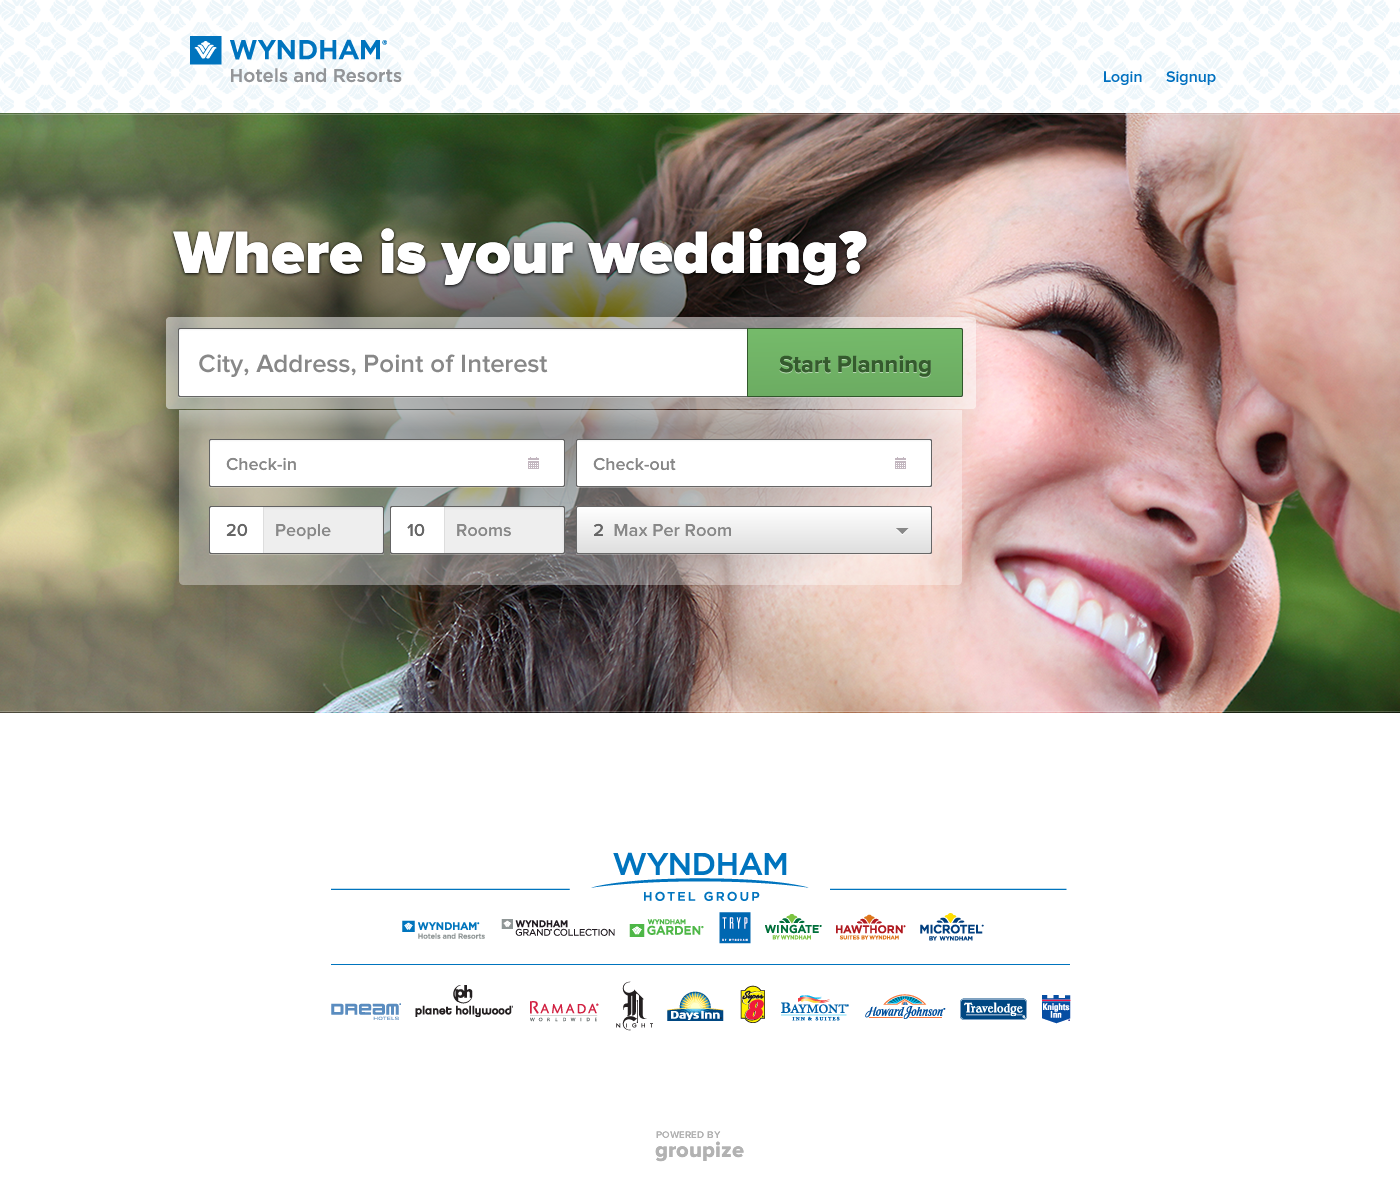 WYNDHAM®
Hotels and Resorts
Login Signup
Where is your wedding?
City, Address, Point of Interest Start Planning
Check-in Check-out
20 People 10 Rooms 2 Max Per Room
WYNDHAM
HOTEL GROUP
WYNDHAM® Hotels and Resorts
WYNDHAM GRAND COLLECTION
WYNDHAM GARDEN®
TRYP BY WYNDHAM
WINGATE® BY WYNDHAM
HAWTHORN® SUITES BY WYNDHAM
MICROTEL® BY WYNDHAM
DREAM HOTELS
ph planet hollywood
RAMADA® WORLDWIDE
N NIGHT
Days Inn
Super 8
BAYMONT INN & SUITES
Howard Johnson
Travelodge
Knights Inn
POWERED BY
groupize